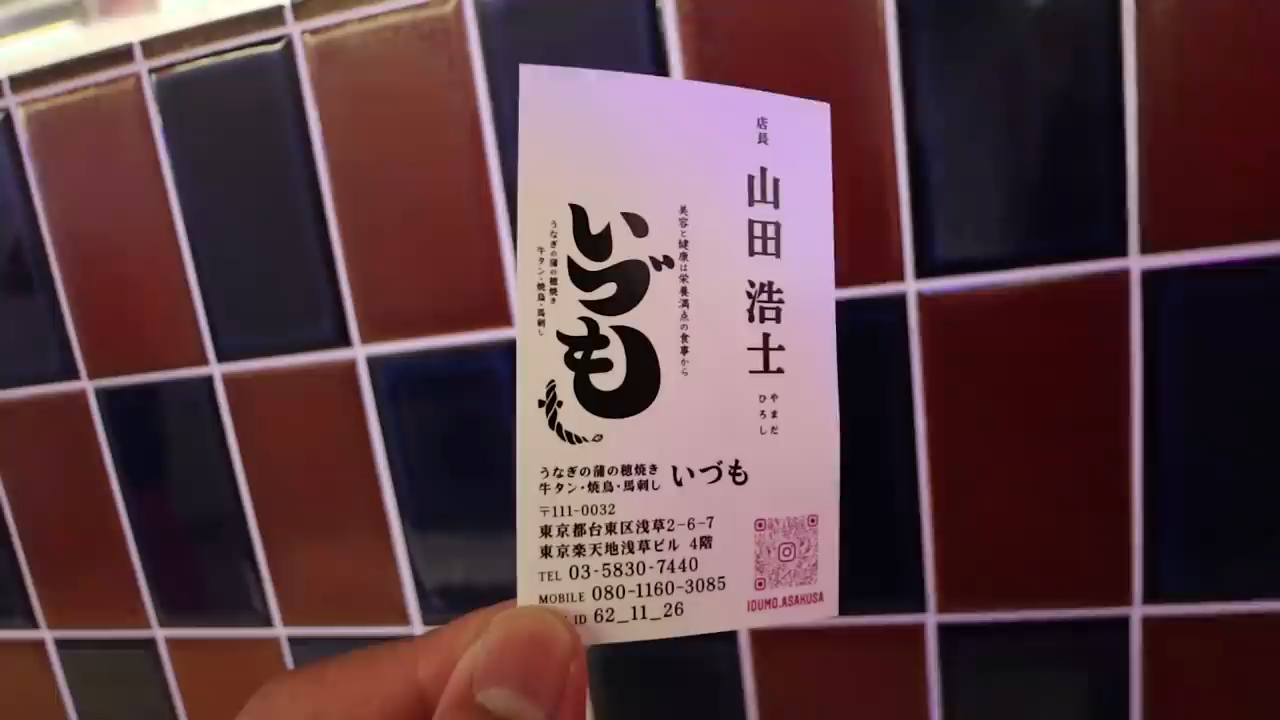 店長
山田 浩士
やまだ
ひろし
美容と健康は栄養満点の食事から
いづも
うなぎの蒲の穂焼き
牛タン・焼鳥・馬刺し
うなぎの蒲の穂焼き
牛タン・焼鳥・馬刺し
いづも
〒111-0032
東京都台東区浅草2-6-7
東京楽天地浅草ビル 4階
TEL 03-5830-7440
MOBILE 080-1160-3085
ID 62_11_26
IDUMO.ASAKUSA